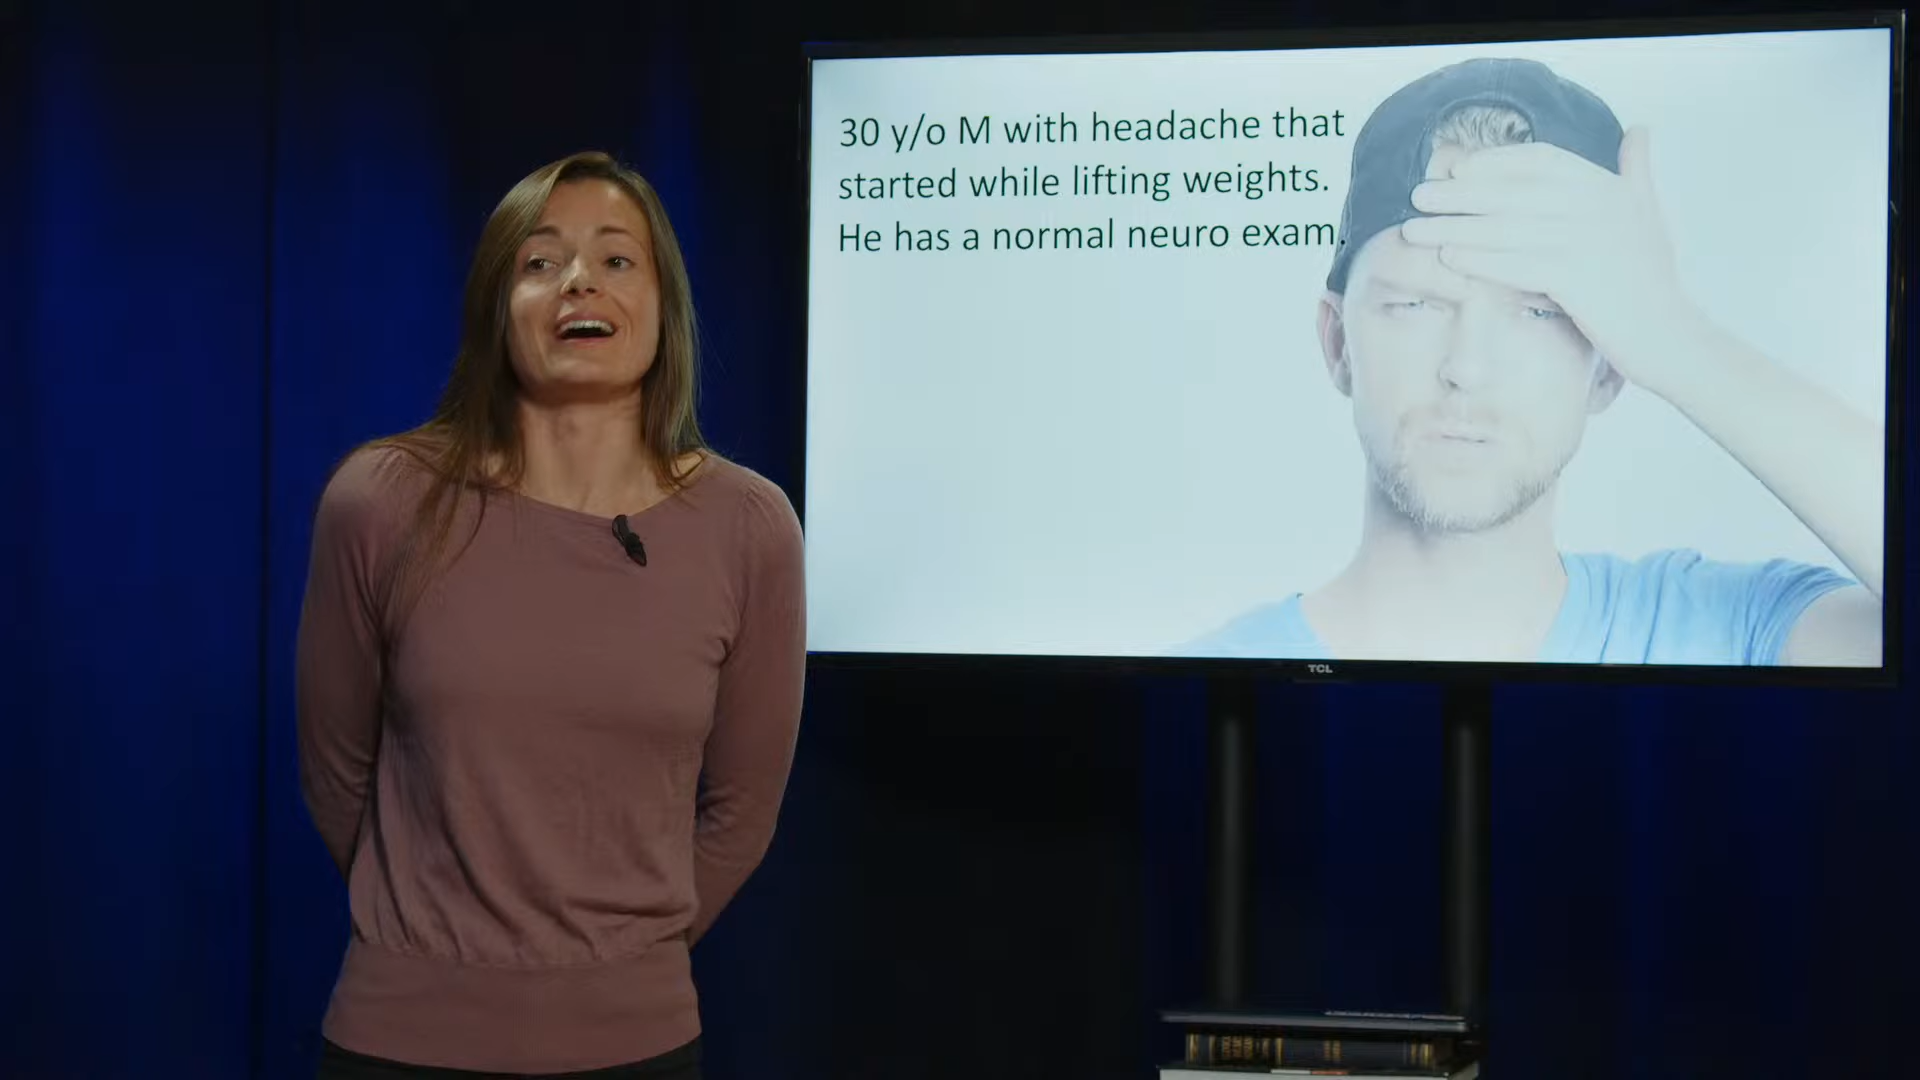 30 y/o M with headache that
started while lifting weights.
He has a normal neuro exam.
TCL